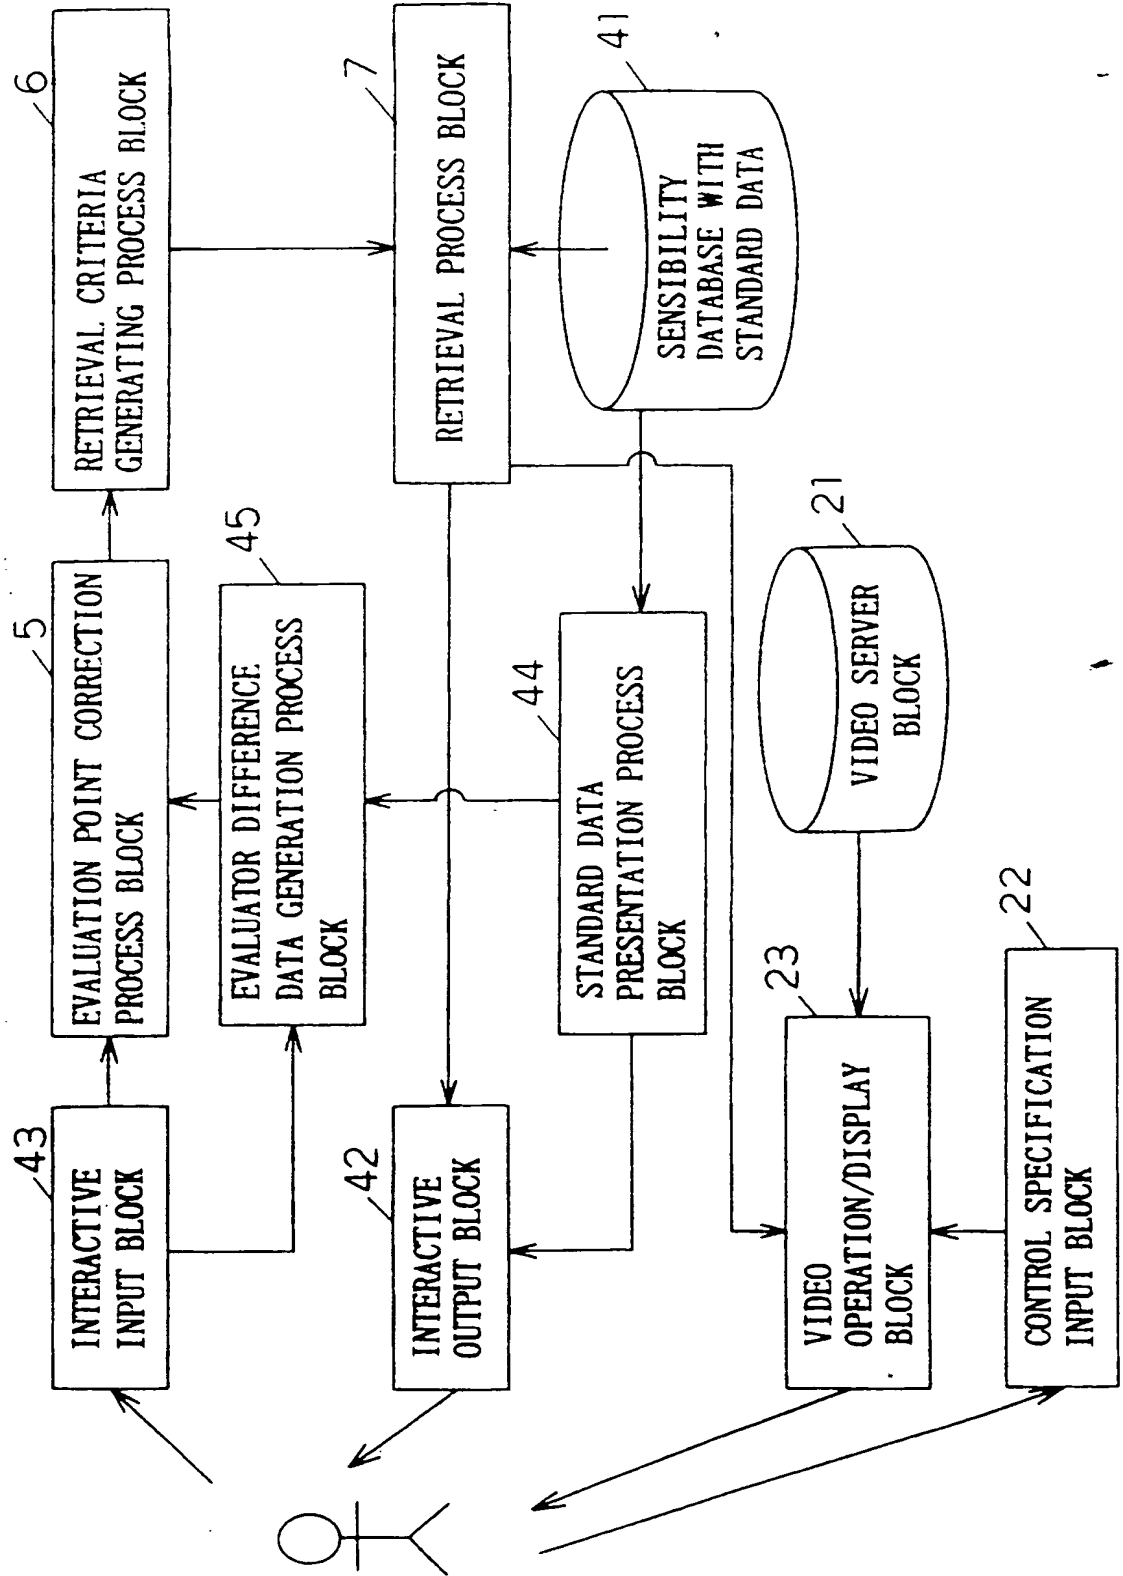 43
INTERACTIVE
INPUT BLOCK
5
EVALUATION POINT CORRECTION
PROCESS BLOCK
6
RETRIEVAL CRITERIA
GENERATING PROCESS BLOCK
45
EVALUATOR DIFFERENCE
DATA GENERATION PROCESS
BLOCK
42
INTERACTIVE
OUTPUT BLOCK
7
RETRIEVAL PROCESS BLOCK
44
STANDARD DATA
PRESENTATION PROCESS
BLOCK
41
SENSIBILITY
DATABASE WITH
STANDARD DATA
23
VIDEO
OPERATION/DISPLAY
BLOCK
21
VIDEO SERVER
BLOCK
22
CONTROL SPECIFICATION
INPUT BLOCK